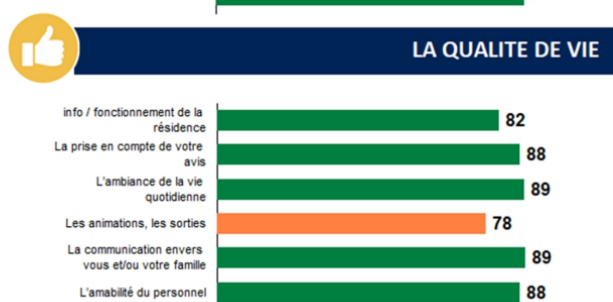 LA QUALITE DE VIE
info / fonctionnement de la
résidence
82
La prise en compte de votre
avis
88
L'ambiance de la vie
quotidienne
89
Les animations, les sorties
78
La communication envers
vous et/ou votre famille
89
L'amabilité du personnel
88